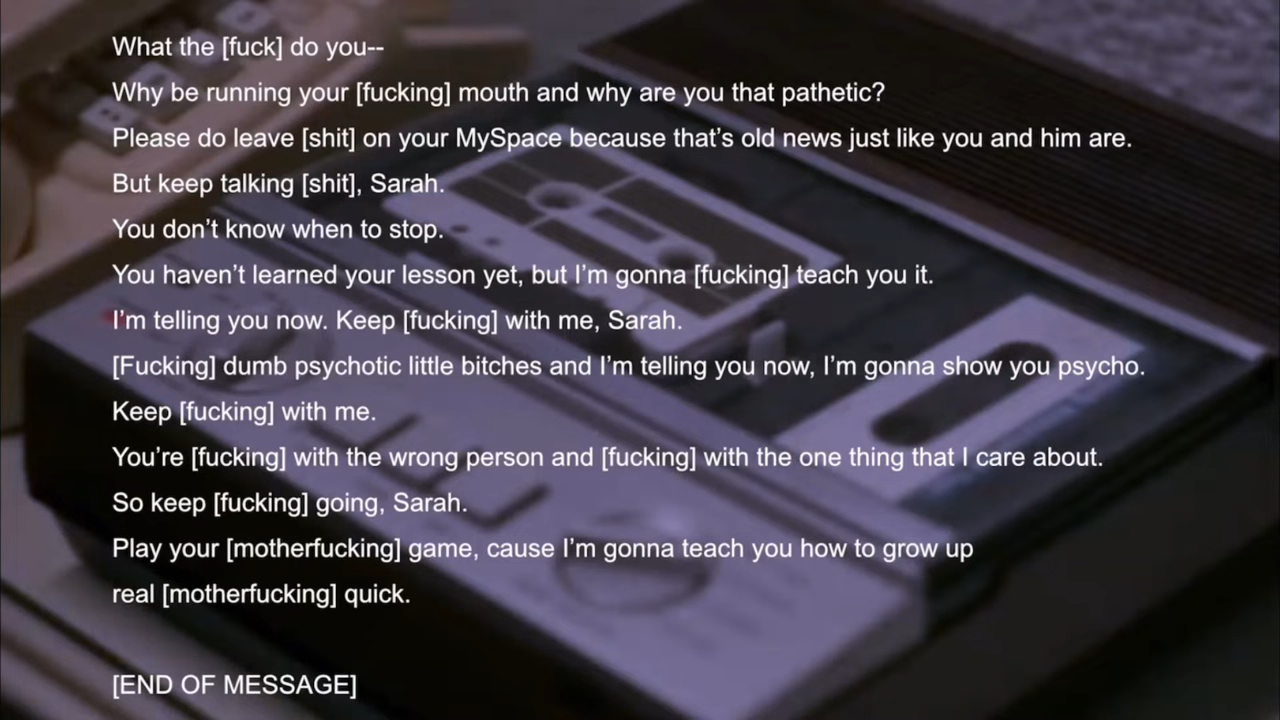 What the [fuck] do you--
Why be running your [fucking] mouth and why are you that pathetic?
Please do leave [shit] on your MySpace because that’s old news just like you and him are.
But keep talking [shit], Sarah.
You don’t know when to stop.
You haven’t learned your lesson yet, but I’m gonna [fucking] teach you it.
I’m telling you now. Keep [fucking] with me, Sarah.
[Fucking] dumb psychotic little bitches and I’m telling you now, I’m gonna show you psycho.
Keep [fucking] with me.
You’re [fucking] with the wrong person and [fucking] with the one thing that I care about.
So keep [fucking] going, Sarah.
Play your [motherfucking] game, cause I’m gonna teach you how to grow up
real [motherfucking] quick.
[END OF MESSAGE]